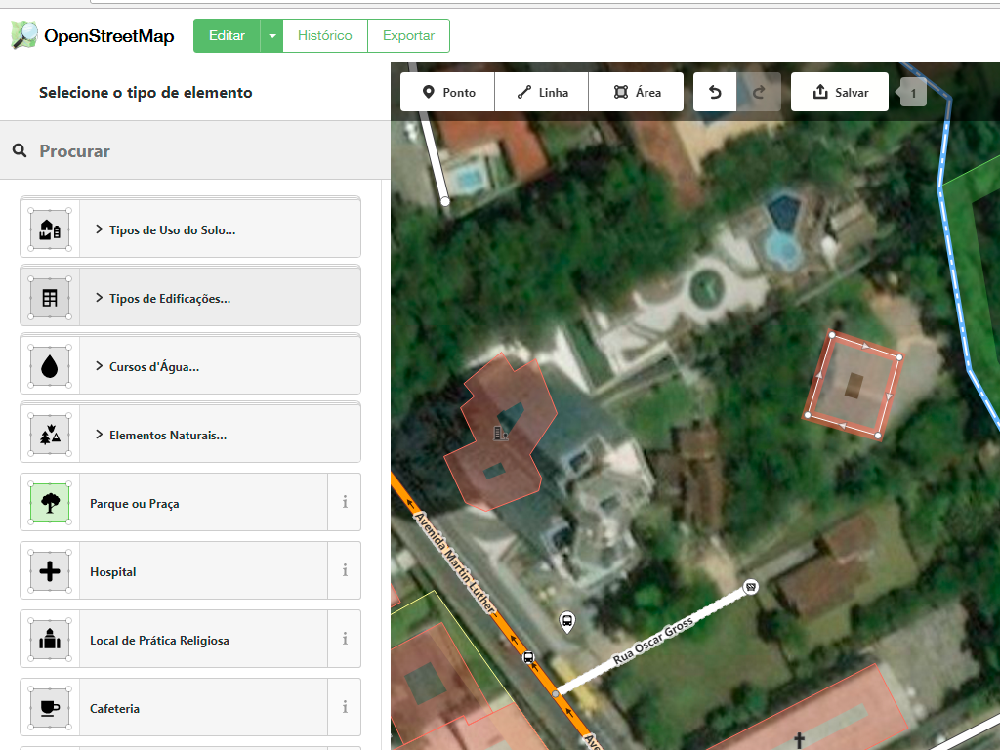 OpenStreetMap
Editar
Histórico
Exportar
Selecione o tipo de elemento
Ponto
Linha
Área
Salvar
1
Procurar
Tipos de Uso do Solo...
Tipos de Edificações...
Cursos d'Água...
Elementos Naturais...
Parque ou Praça
i
Hospital
i
Local de Prática Religiosa
i
Cafeteria
i
Avenida Martin Luther
Rua Oscar Gross
Ave